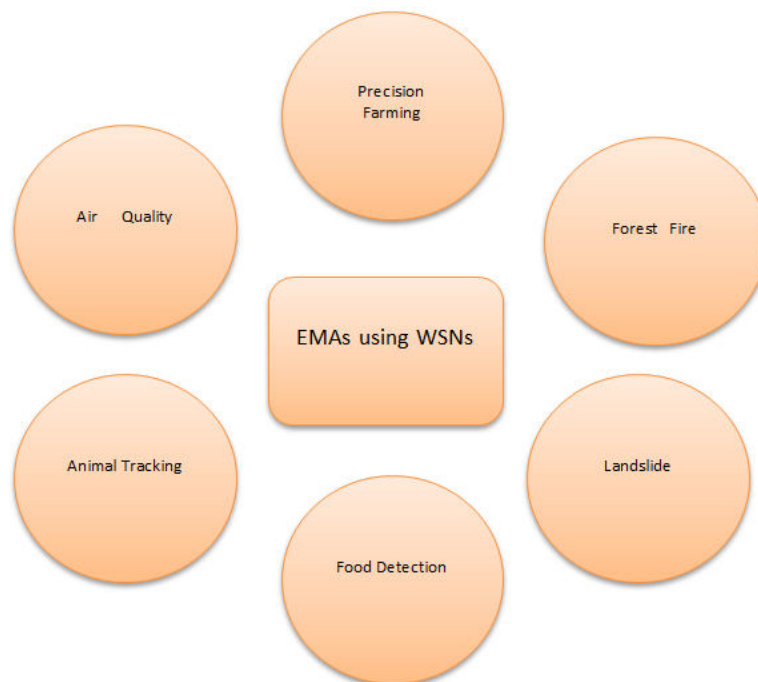 Precision
Farming
Air Quality
Forest Fire
EMAs using WSNs
Animal Tracking
Landslide
Food Detection